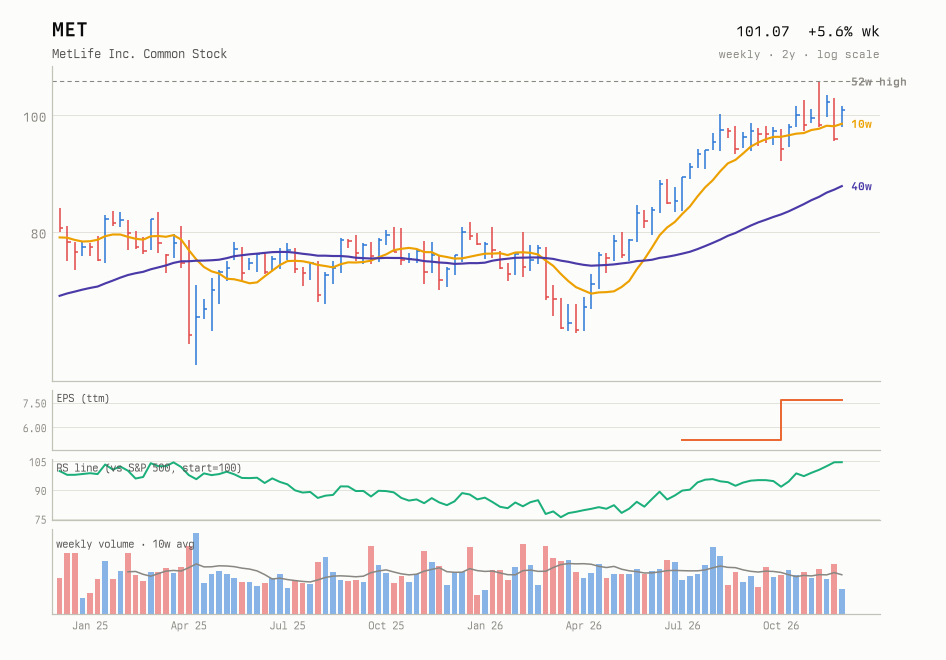 MET
101.07 +5.6% wk
MetLife Inc. Common Stock
weekly · 2y · log scale
52w high
100
10w
40w
80
EPS (ttm)
7.50
6.00
RS line (vs S&P 500, start=100)
105
90
75
weekly volume · 10w avg
Jan 25 Apr 25 Jul 25 Oct 25 Jan 26 Apr 26 Jul 26 Oct 26